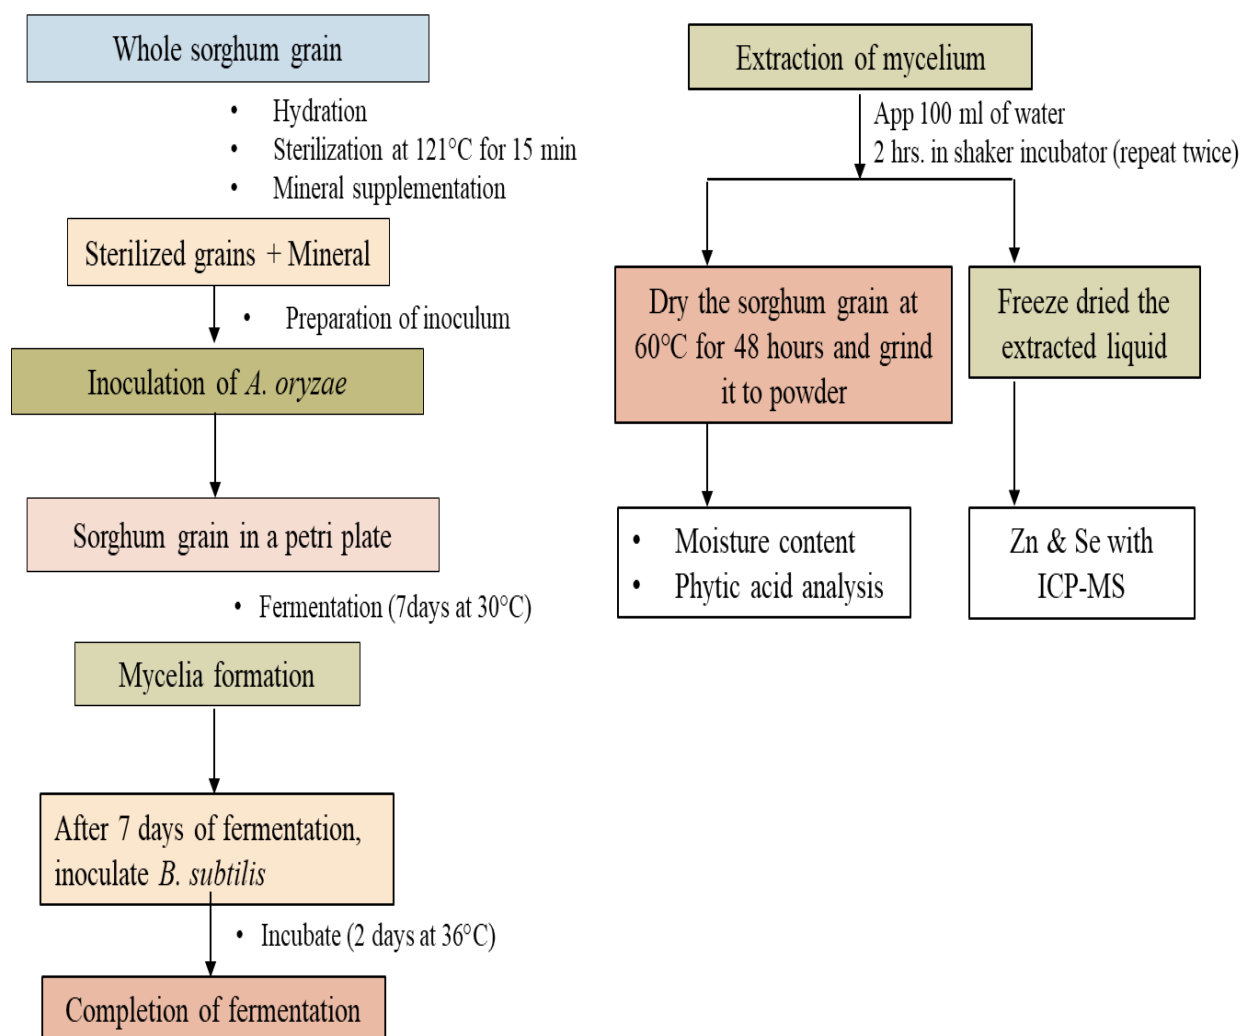 Whole sorghum grain
• Hydration
• Sterilization at 121°C for 15 min
• Mineral supplementation
Sterilized grains + Mineral
• Preparation of inoculum
Inoculation of A. oryzae
Sorghum grain in a petri plate
• Fermentation (7days at 30°C)
Mycelia formation
After 7 days of fermentation,
inoculate B. subtilis
• Incubate (2 days at 36°C)
Completion of fermentation
Extraction of mycelium
App 100 ml of water
2 hrs. in shaker incubator (repeat twice)
Dry the sorghum grain at
60°C for 48 hours and grind
it to powder
Freeze dried the
extracted liquid
• Moisture content
• Phytic acid analysis
Zn & Se with
ICP-MS